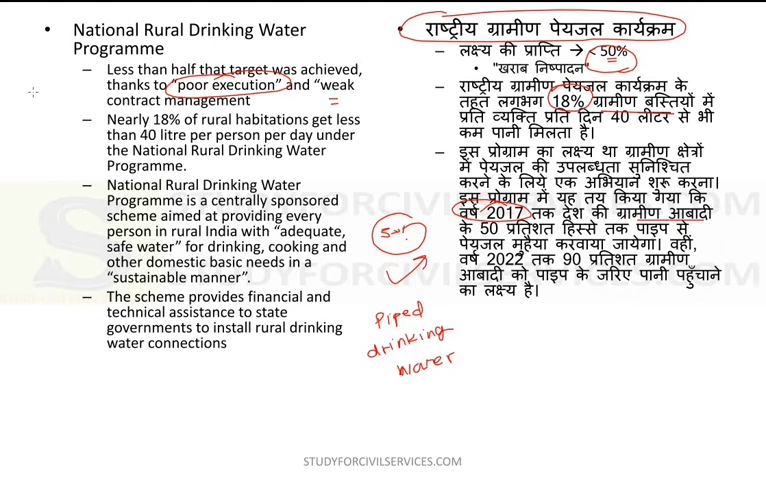 • National Rural Drinking Water
Programme
– Less than half that target was achieved,
thanks to “poor execution” and “weak
contract management
– Nearly 18% of rural habitations get less
than 40 litre per person per day under
the National Rural Drinking Water
Programme.
– National Rural Drinking Water
Programme is a centrally sponsored
scheme aimed at providing every
person in rural India with “adequate,
safe water” for drinking, cooking and
other domestic basic needs in a
“sustainable manner”.
– The scheme provides financial and
technical assistance to state
governments to install rural drinking
water connections
• राष्ट्रीय ग्रामीण पेयजल कार्यक्रम
– लक्ष्य की प्राप्ति → < 50%
• "खराब निष्पादन"
– राष्ट्रीय ग्रामीण पेयजल कार्यक्रम के
तहत लगभग 18% ग्रामीण बस्तियों में
प्रति व्यक्ति प्रति दिन 40 लीटर से भी
कम पानी मिलता है।
– इस प्रोग्राम का लक्ष्य था ग्रामीण क्षेत्रों
में पेयजल की उपलब्धता सुनिश्चित
करने के लिये एक अभियान शुरू करना।
इस प्रोग्राम में यह तय किया गया कि
वर्ष 2017 तक देश की ग्रामीण आबादी
के 50 प्रतिशत हिस्से तक पाइप से
पेयजल मुहैया करवाया जायेगा। वहीं,
वर्ष 2022 तक 90 प्रतिशत ग्रामीण
आबादी को पाइप के जरिए पानी पहुँचाने
का लक्ष्य है।
50%
Piped
drinking
water
STUDYFORCIVILSERVICES.COM